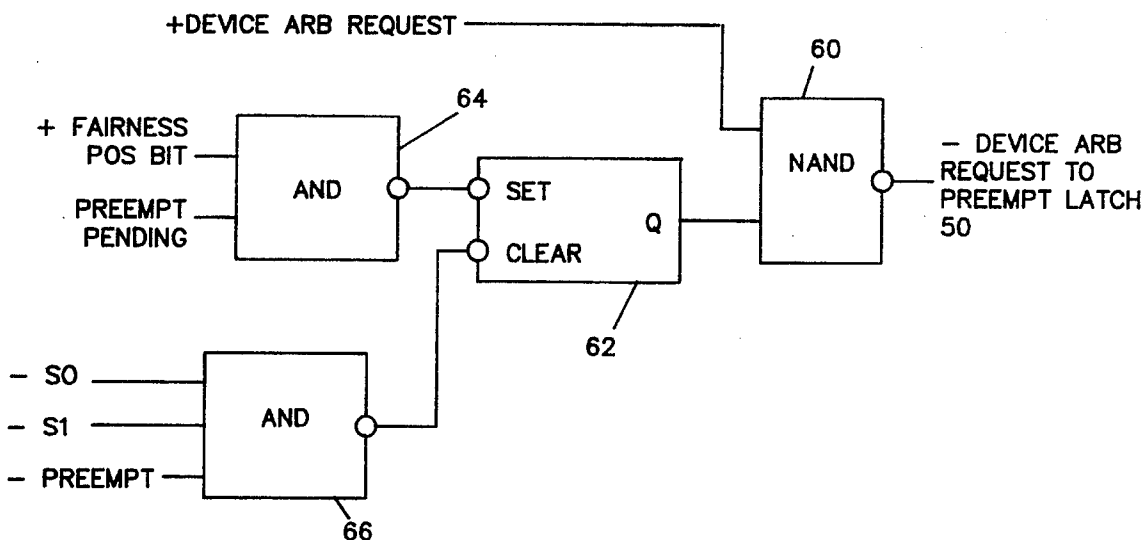 +DEVICE ARB REQUEST
60
64
+ FAIRNESS
POS BIT
AND
PREEMPT
PENDING
SET
Q
CLEAR
62
NAND
- DEVICE ARB
REQUEST TO
PREEMPT LATCH
50
- S0
- S1
- PREEMPT
AND
66